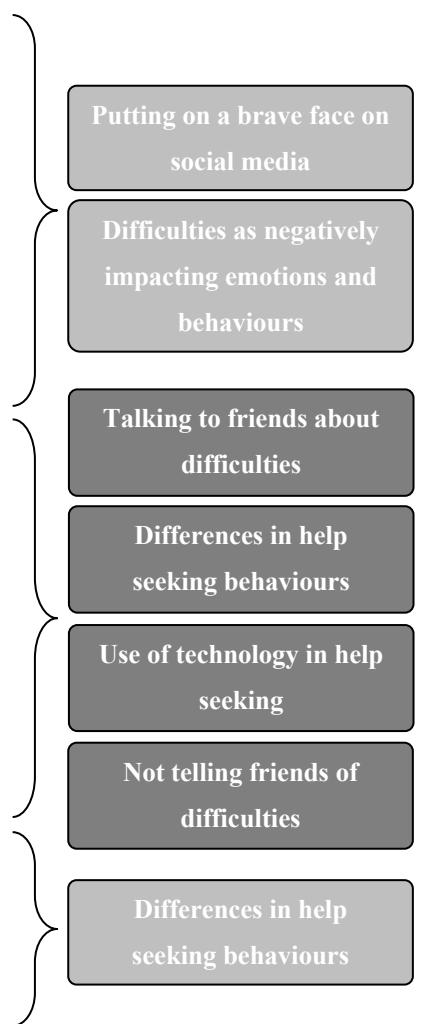 Putting on a brave face on
social media
Difficulties as negatively
impacting emotions and
behaviours
Talking to friends about
difficulties
Differences in help
seeking behaviours
Use of technology in help
seeking
Not telling friends of
difficulties
Differences in help
seeking behaviours